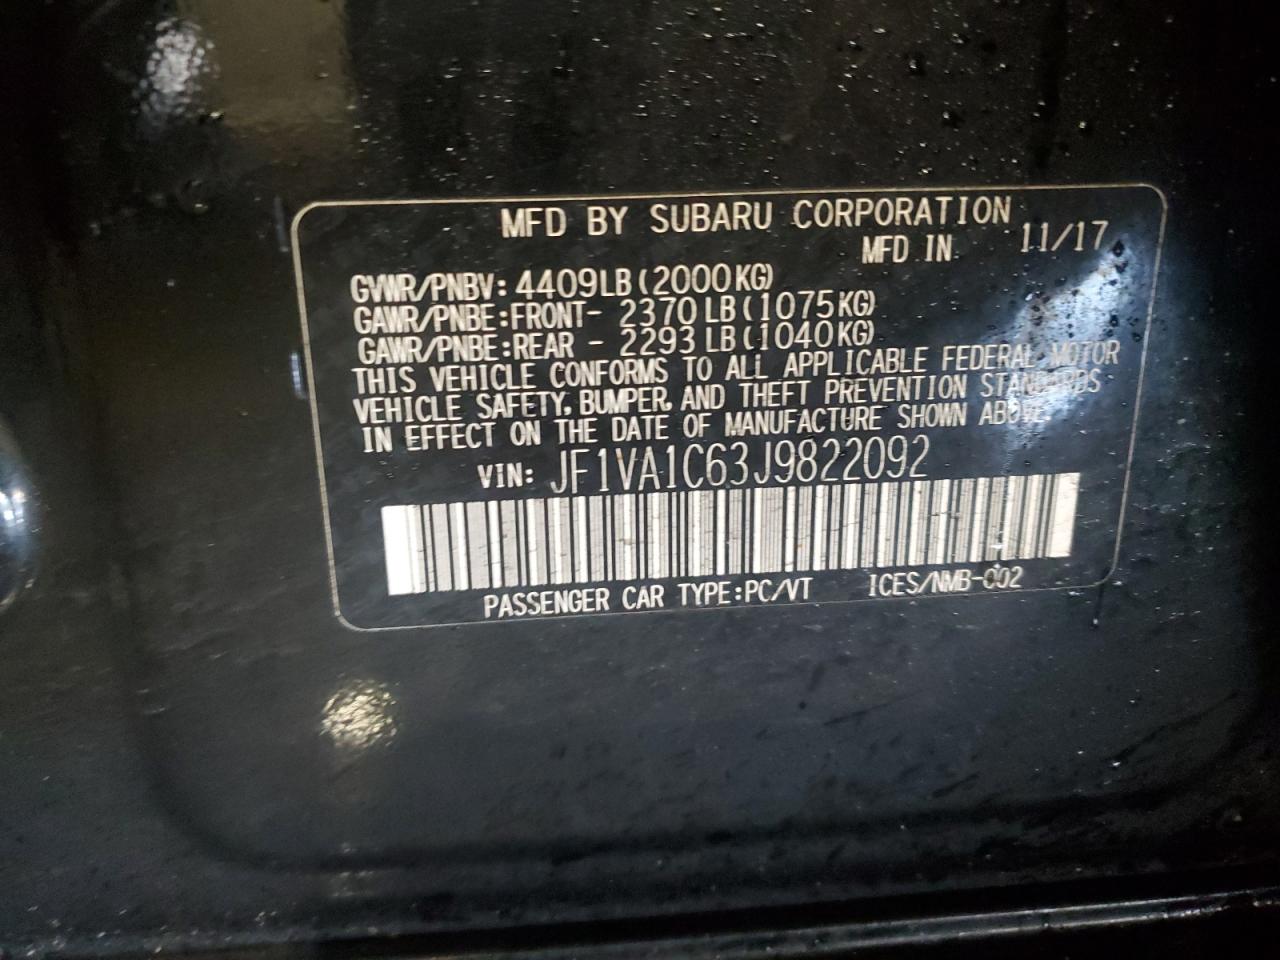 MFD BY SUBARU CORPORATION
MFD IN 11/17
GVWR/PNBV: 4409LB(2000KG)
GAWR/PNBE:FRONT- 2370LB(1075KG)
GAWR/PNBE:REAR - 2293LB(1040KG)
THIS VEHICLE CONFORMS TO ALL APPLICABLE FEDERAL MOTOR
VEHICLE SAFETY, BUMPER, AND THEFT PREVENTION STANDARDS
IN EFFECT ON THE DATE OF MANUFACTURE SHOWN ABOVE.
VIN: JF1VA1C63J9822092
PASSENGER CAR TYPE:PC/VT ICES/NMB-002